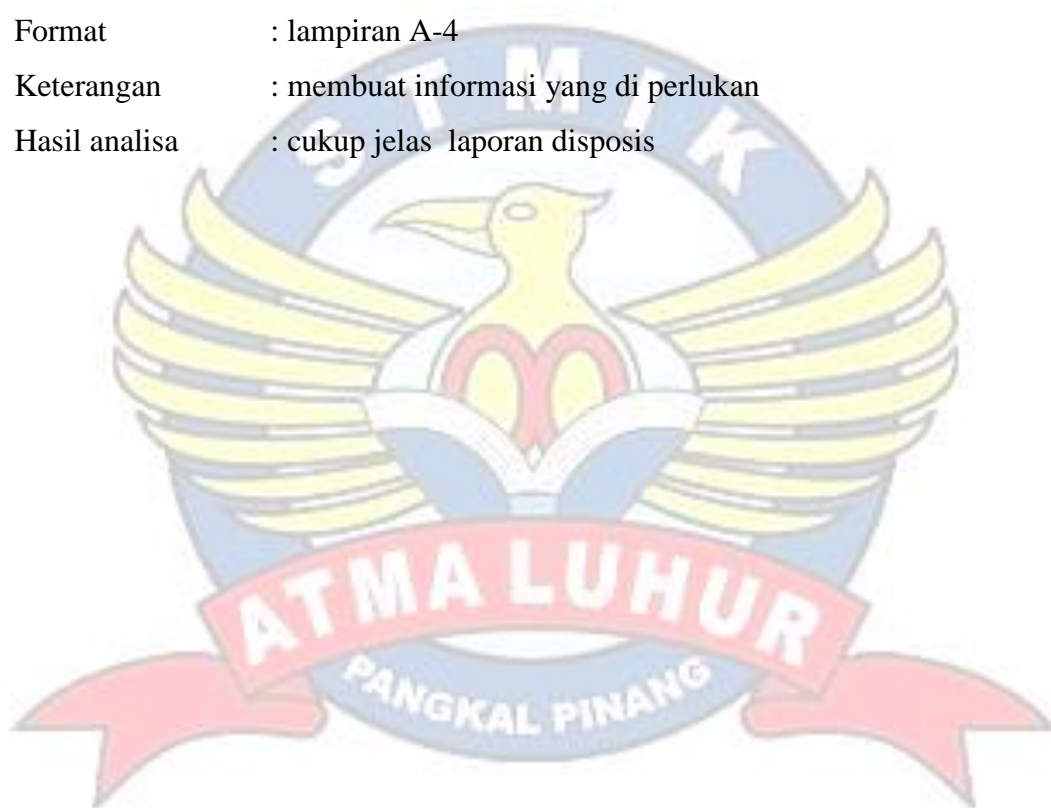 Format : lampiran A-4
Keterangan : membuat informasi yang di perlukan
Hasil analisa : cukup jelas laporan disposis
STMIK
ATMA LUHUR
PANGKAL PINANG